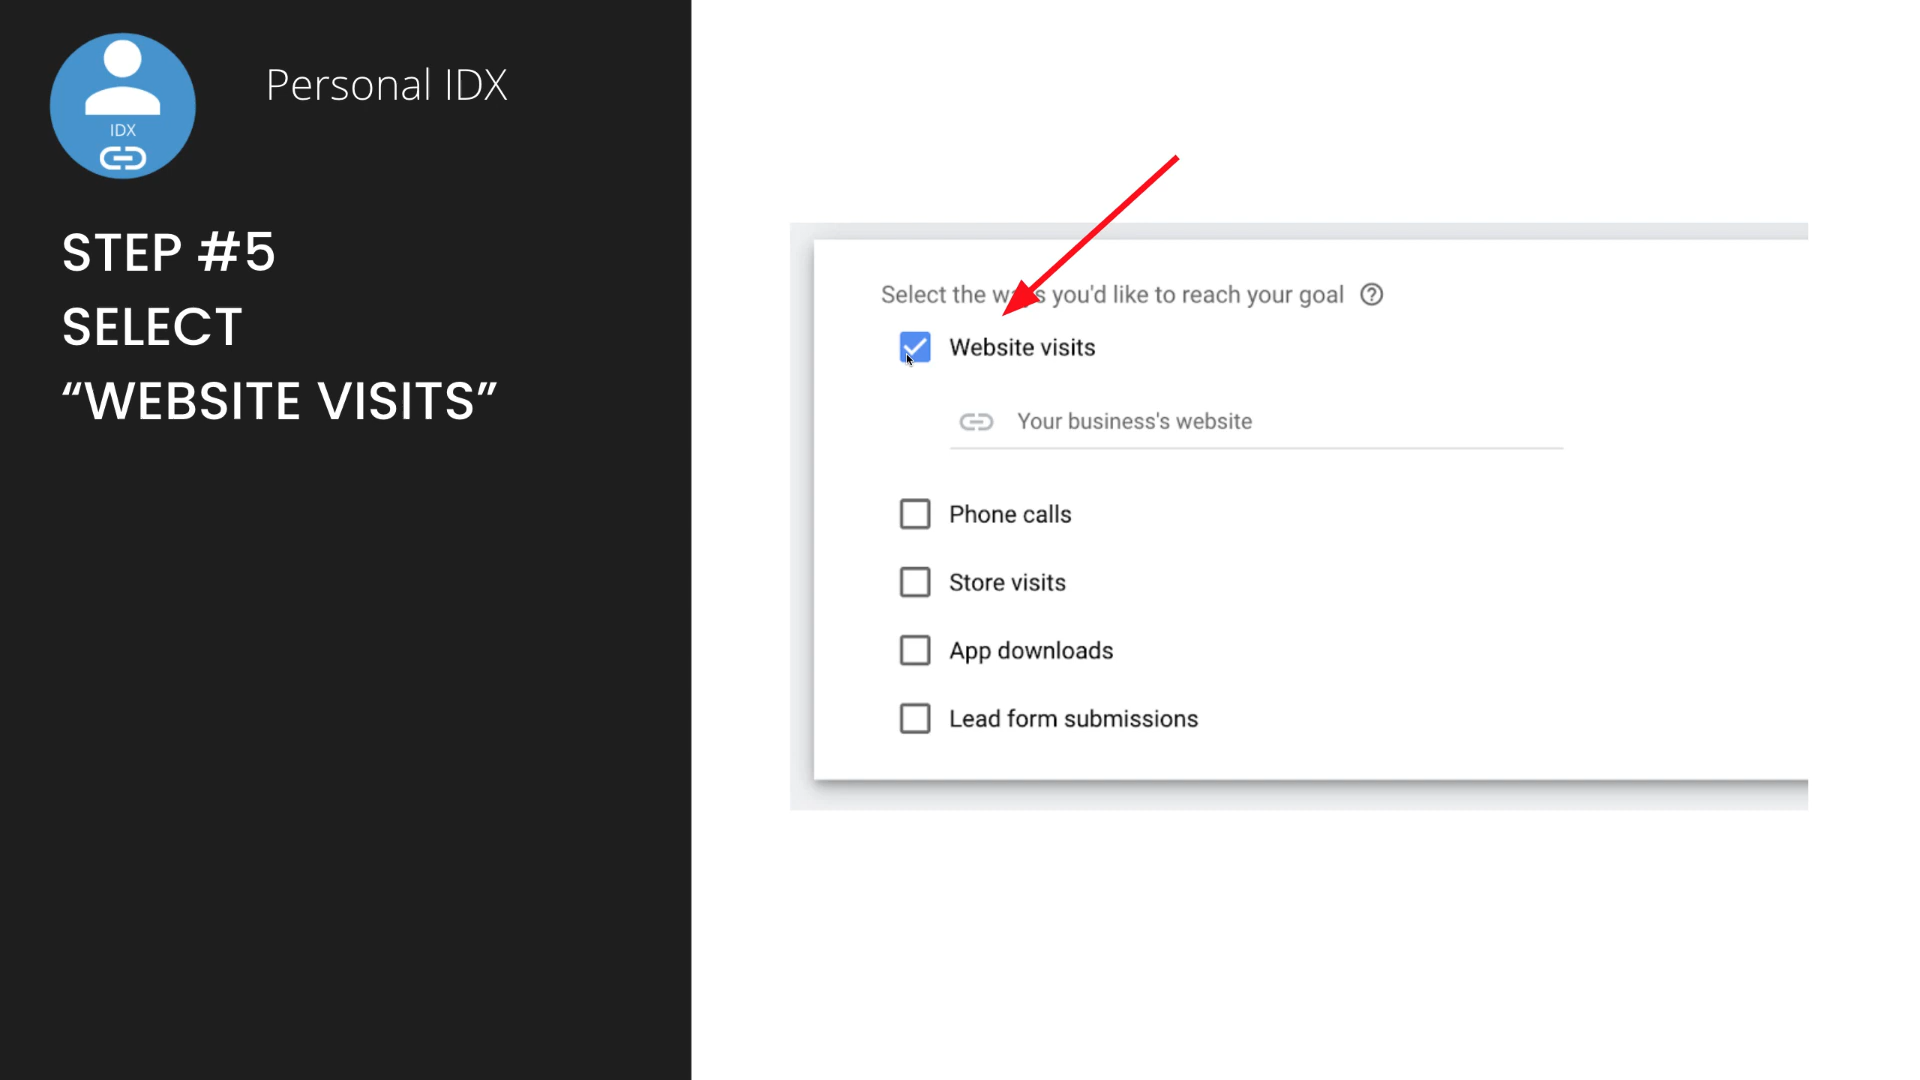 IDX
Personal IDX
STEP #5
SELECT
“WEBSITE VISITS”
Select the ways you'd like to reach your goal ?
Website visits
Your business's website
Phone calls
Store visits
App downloads
Lead form submissions